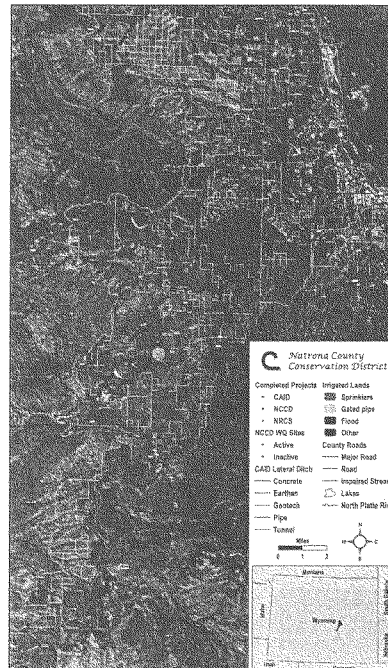 Natrona County
Conservation District
Completed Projects
CAID
NCCD
NRCS
NCCD WQ Sites
Active
Inactive
CAID Lateral Ditch
Concrete
Earthen
Geotech
Pipe
Tunnel
Irrigated Lands
Sprinklers
Gated pipe
Flood
Other
County Roads
Major Road
Road
Impaired Strea
Lakes
North Platte Riv
Miles
0 1 2
N
Montana
Idaho
Wyoming
Utah